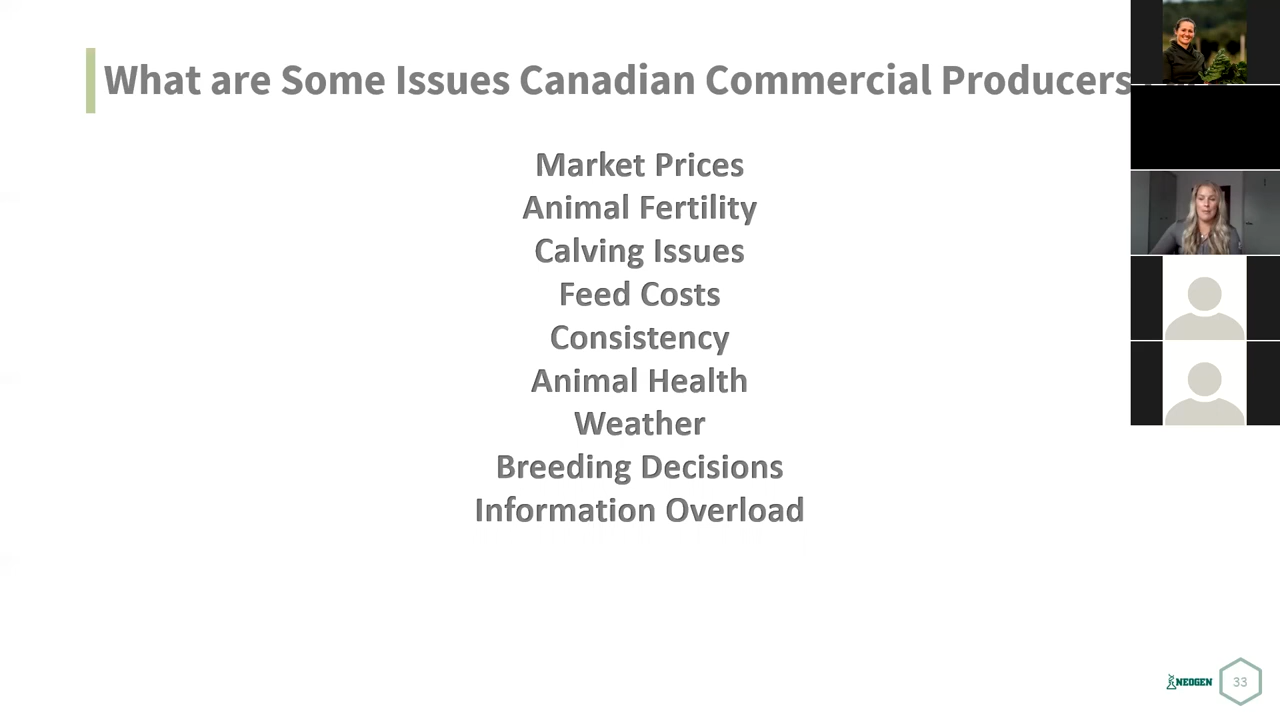 What are Some Issues Canadian Commercial Producers
Market Prices
Animal Fertility
Calving Issues
Feed Costs
Consistency
Animal Health
Weather
Breeding Decisions
Information Overload
NEOGEN
33